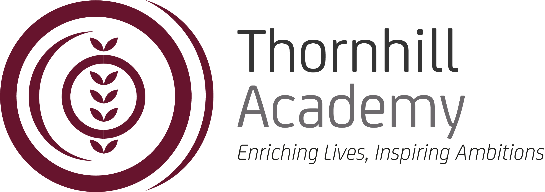 Thornhill
Academy
Enriching Lives, Inspiring Ambitions